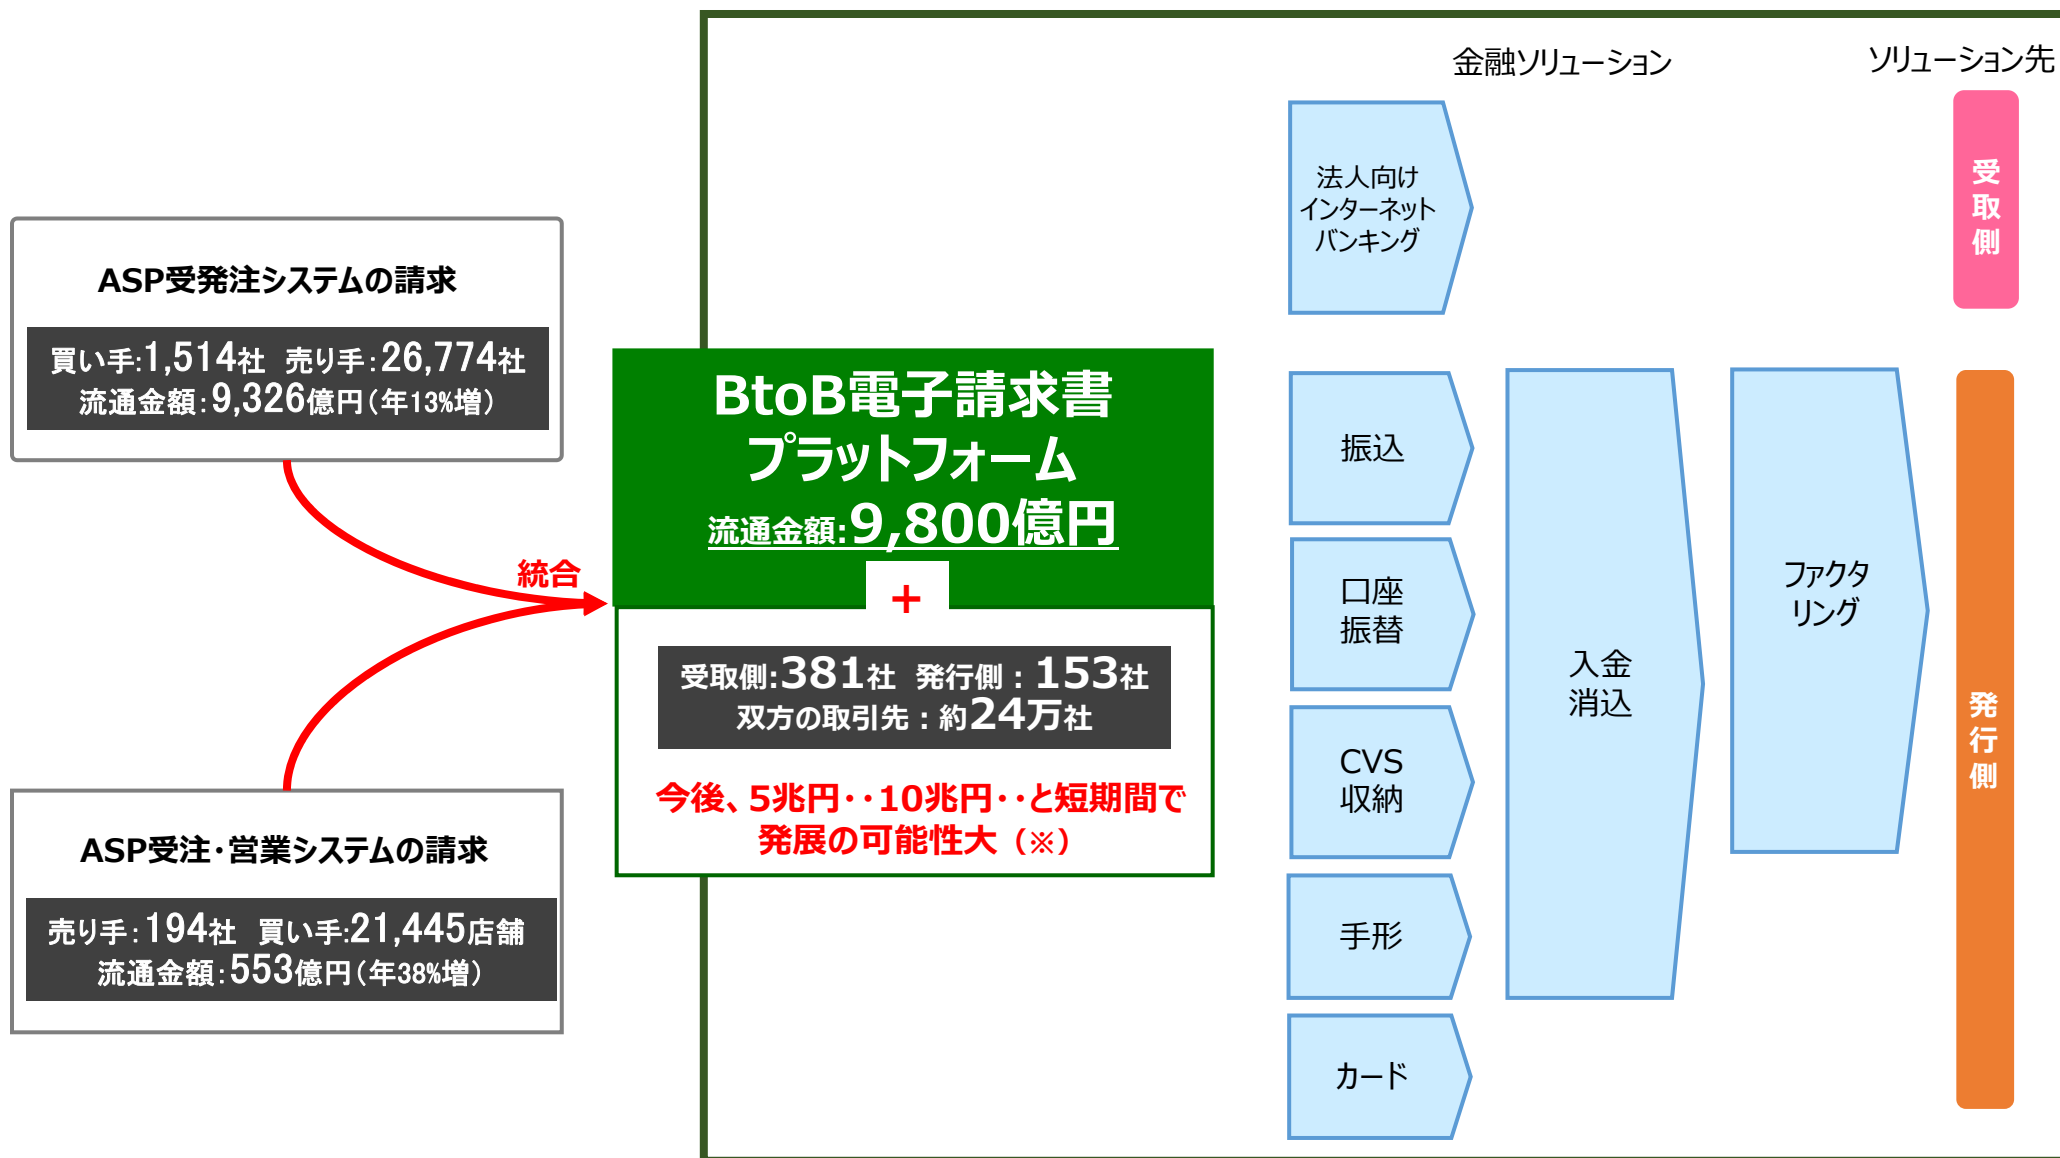 ASP受発注システムの請求
買い手:1,514社 売り手:26,774社
流通金額:9,326億円(年13%増)
統合
ASP受注・営業システムの請求
売り手:194社 買い手:21,445店舗
流通金額:553億円(年38%増)
BtoB電子請求書
プラットフォーム
流通金額:9,800億円
+
受取側:381社 発行側:153社
双方の取引先:約24万社
今後、5兆円・・10兆円・・と短期間で
発展の可能性大(※)
金融ソリューション
法人向け
インターネット
バンキング
振込
口座
振替
CVS
収納
手形
カード
入金
消込
ファクタ
リング
ソリューション先
受
取
側
発
行
側